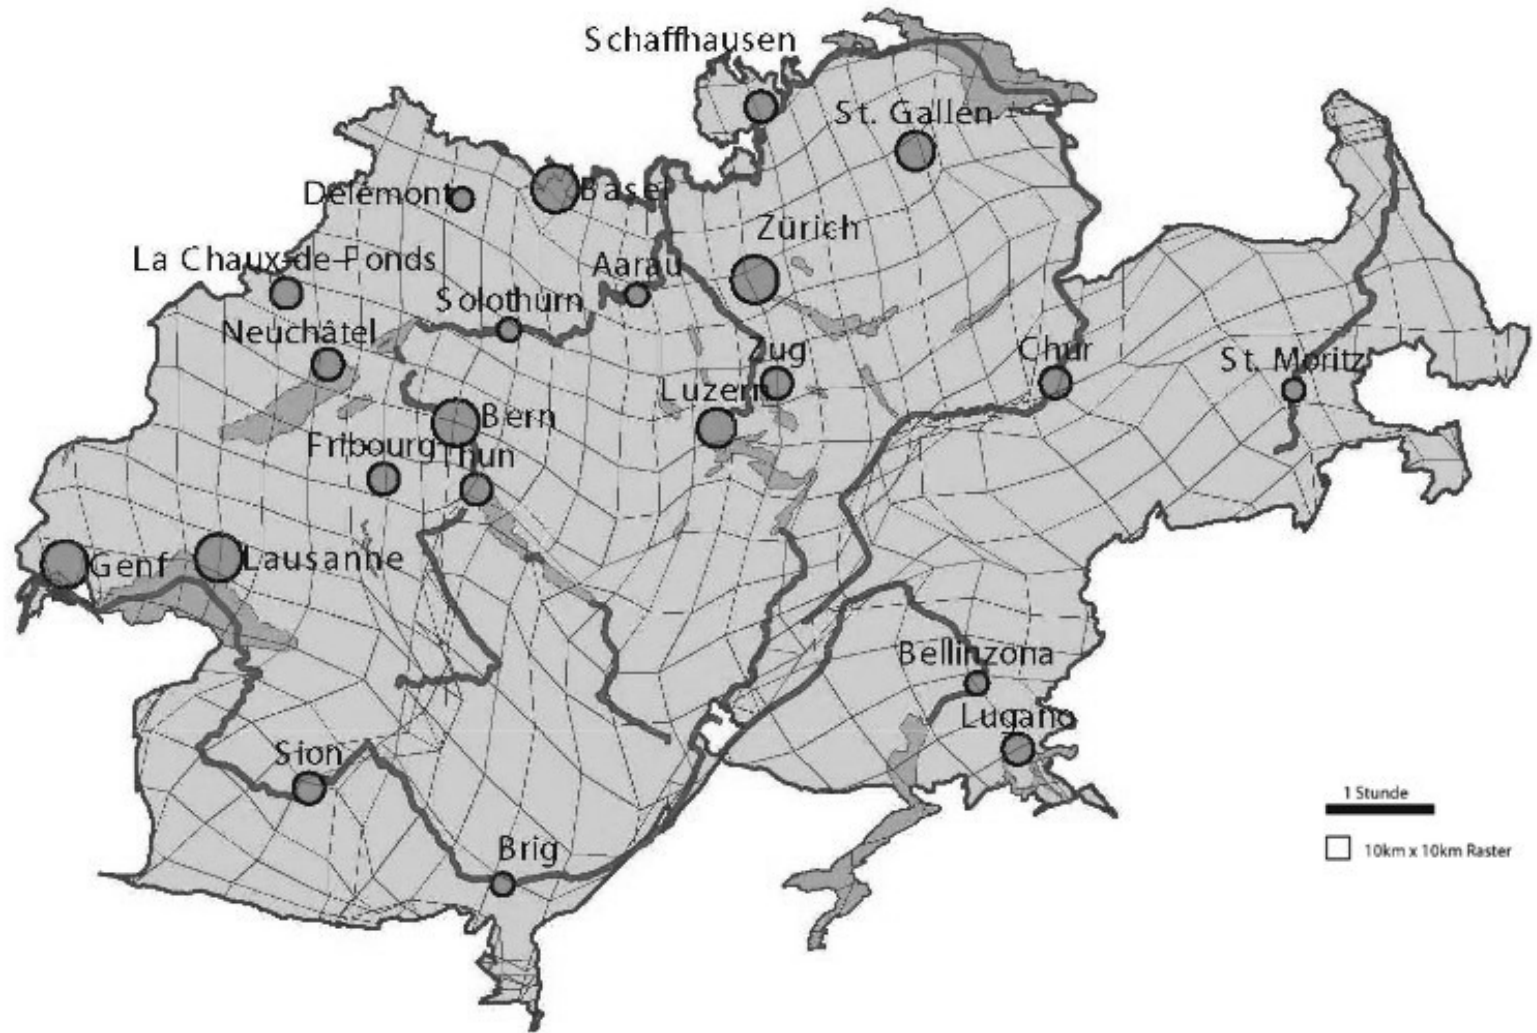 Schaffhausen
St. Gallen
Delémont
Basel
Zürich
La Chaux-de-Fonds
Aarau
Solothurn
Neuchâtel
Zug
Chur
St. Moritz
Luzern
Bern
Fribourg
Thun
Genf
Lausanne
Bellinzona
Lugano
Sion
1 Stunde
Brig
10km x 10km Raster